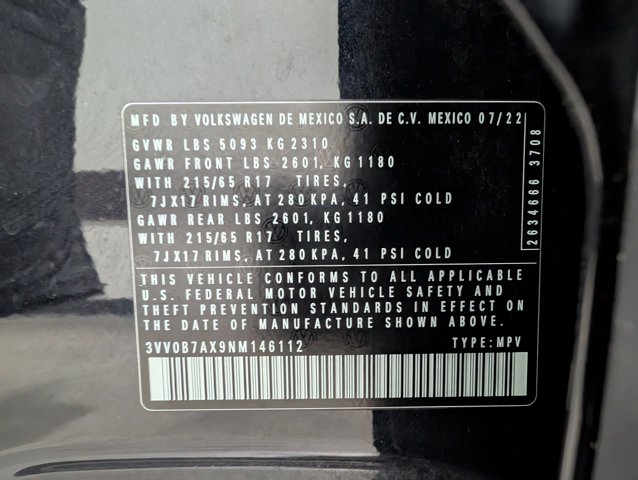 MFD BY VOLKSWAGEN DE MEXICO S.A. DE C.V. MEXICO 07/22
GVWR LBS 5093 KG 2310
GAWR FRONT LBS 2601, KG 1180
WITH 215/65 R17 TIRES,
7JX17 RIMS, AT 280 KPA, 41 PSI COLD
GAWR REAR LBS 2601, KG 1180
WITH 215/65 R17 TIRES,
7JX17 RIMS, AT 280 KPA, 41 PSI COLD
2634666 3708
THIS VEHICLE CONFORMS TO ALL APPLICABLE
U.S. FEDERAL MOTOR VEHICLE SAFETY AND
THEFT PREVENTION STANDARDS IN EFFECT ON
THE DATE OF MANUFACTURE SHOWN ABOVE.
3VV0B7AX9NM146112 TYPE: MPV